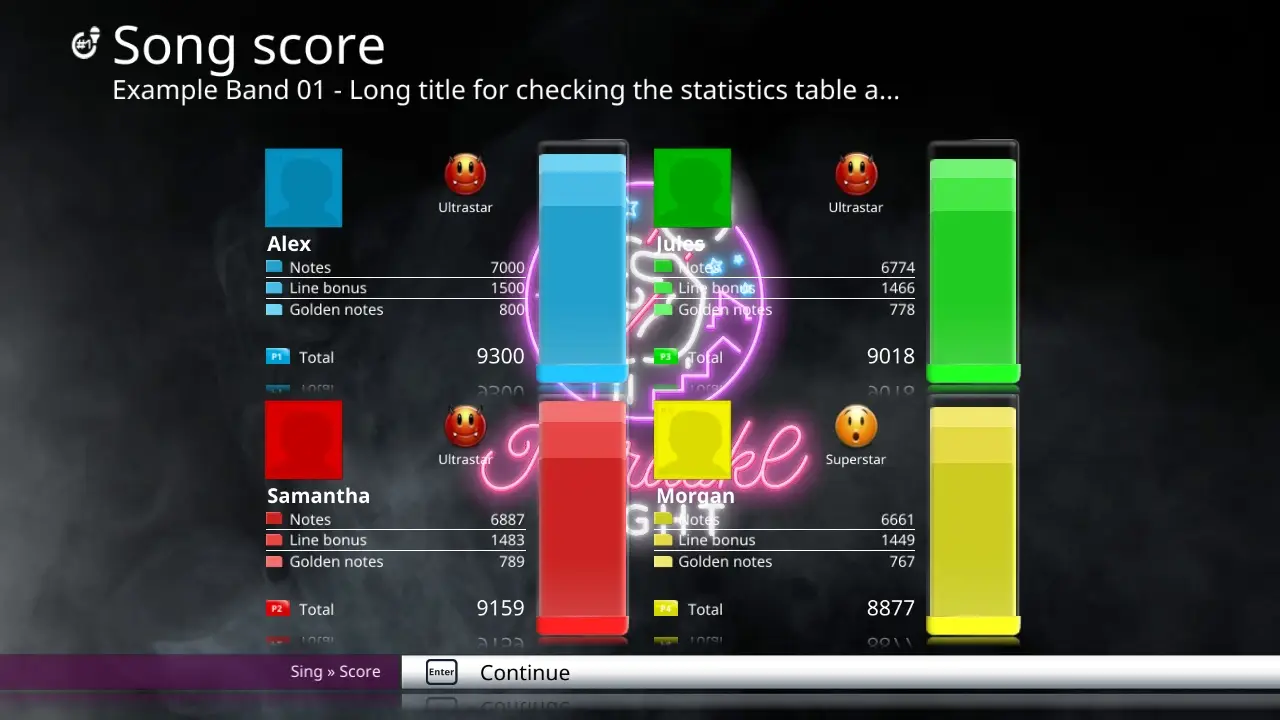 #1
Song score
Example Band 01 - Long title for checking the statistics table a...
Ultrastar
Alex
Notes 7000
Line bonus 1500
Golden notes 800
P1 Total 9300
Ultrastar
Jules
Notes 6774
Line bonus 1466
Golden notes 778
P3 Total 9018
Ultrastar
Samantha
Notes 6887
Line bonus 1483
Golden notes 789
P2 Total 9159
Superstar
Morgan
Notes 6661
Line bonus 1449
Golden notes 767
P4 Total 8877
Sing » Score
Enter Continue